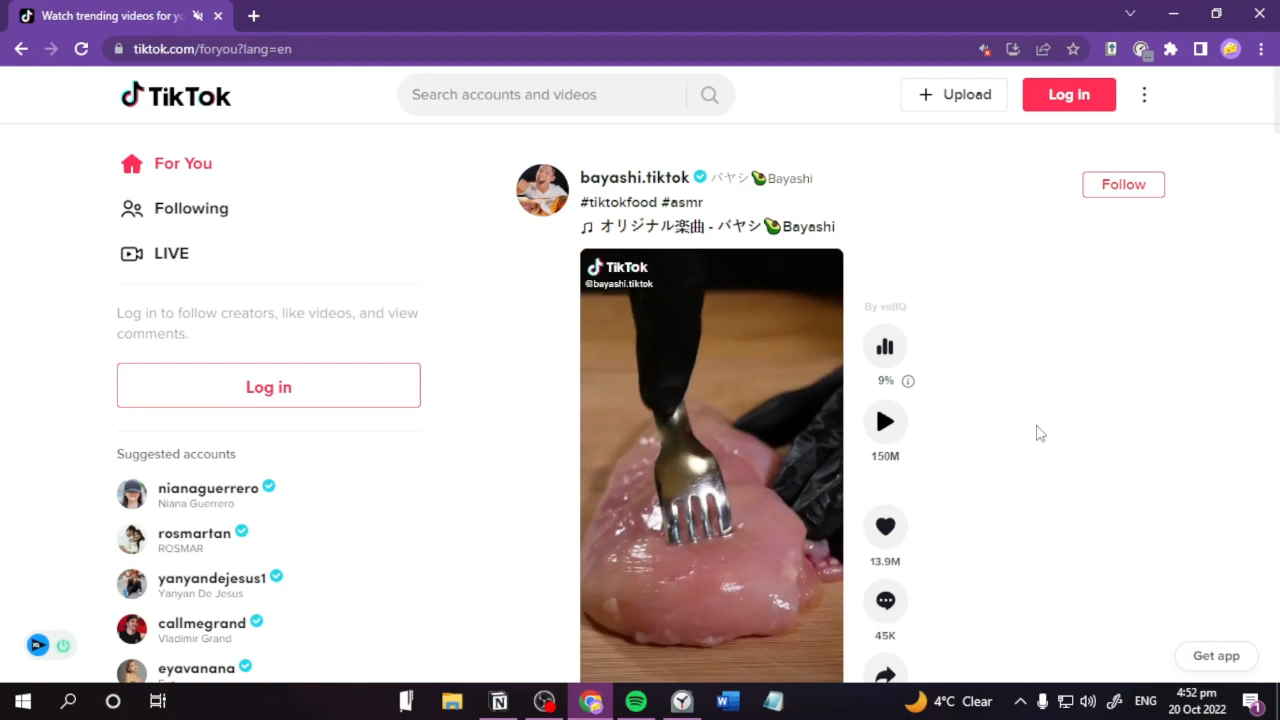 Watch trending videos for yo
tiktok.com/foryou?lang=en
TikTok
Search accounts and videos
Upload
Log in
For You
Following
LIVE
Log in to follow creators, like videos, and view
comments.
Log in
Suggested accounts
nianaguerrero
Niana Guerrero
rosmartan
ROSMAR
yanyandejesus1
Yanyan De Jesus
callmegrand
Vladimir Grand
eyavanana
bayashi.tiktok バヤシ🥑Bayashi
#tiktokfood #asmr
♫ オリジナル楽曲 - バヤシ🥑Bayashi
Follow
TikTok
@bayashi.tiktok
By vidIQ
9%
150M
13.9M
45K
Get app
4°C Clear
ENG
4:52 pm
20 Oct 2022